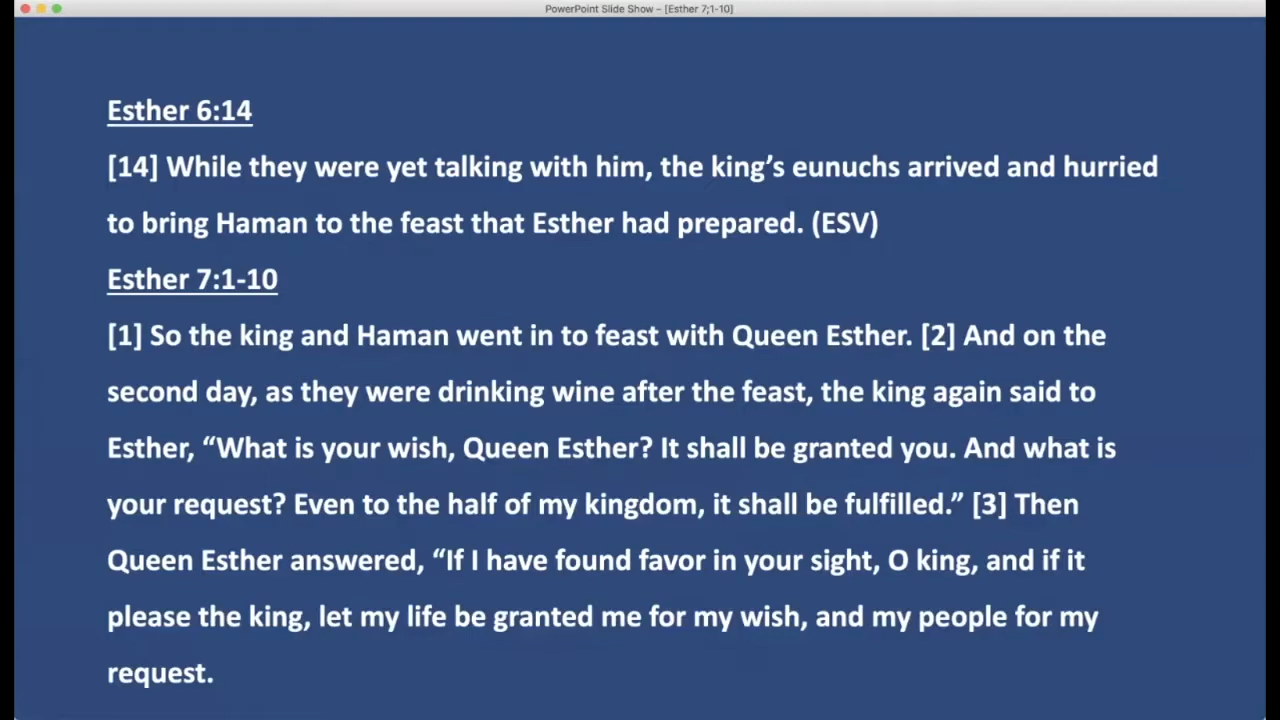 PowerPoint Slide Show – [Esther 7;1-10]
Esther 6:14
[14] While they were yet talking with him, the king’s eunuchs arrived and hurried
to bring Haman to the feast that Esther had prepared. (ESV)
Esther 7:1-10
[1] So the king and Haman went in to feast with Queen Esther. [2] And on the
second day, as they were drinking wine after the feast, the king again said to
Esther, “What is your wish, Queen Esther? It shall be granted you. And what is
your request? Even to the half of my kingdom, it shall be fulfilled.” [3] Then
Queen Esther answered, “If I have found favor in your sight, O king, and if it
please the king, let my life be granted me for my wish, and my people for my
request.